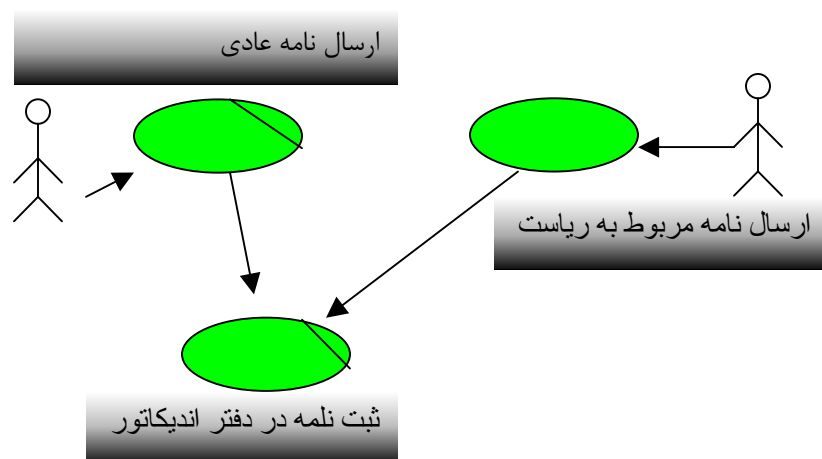 ارسال نامه عادی
ارسال نامه مربوط به ریاست
ثبت نلمه در دفتر اندیکاتور